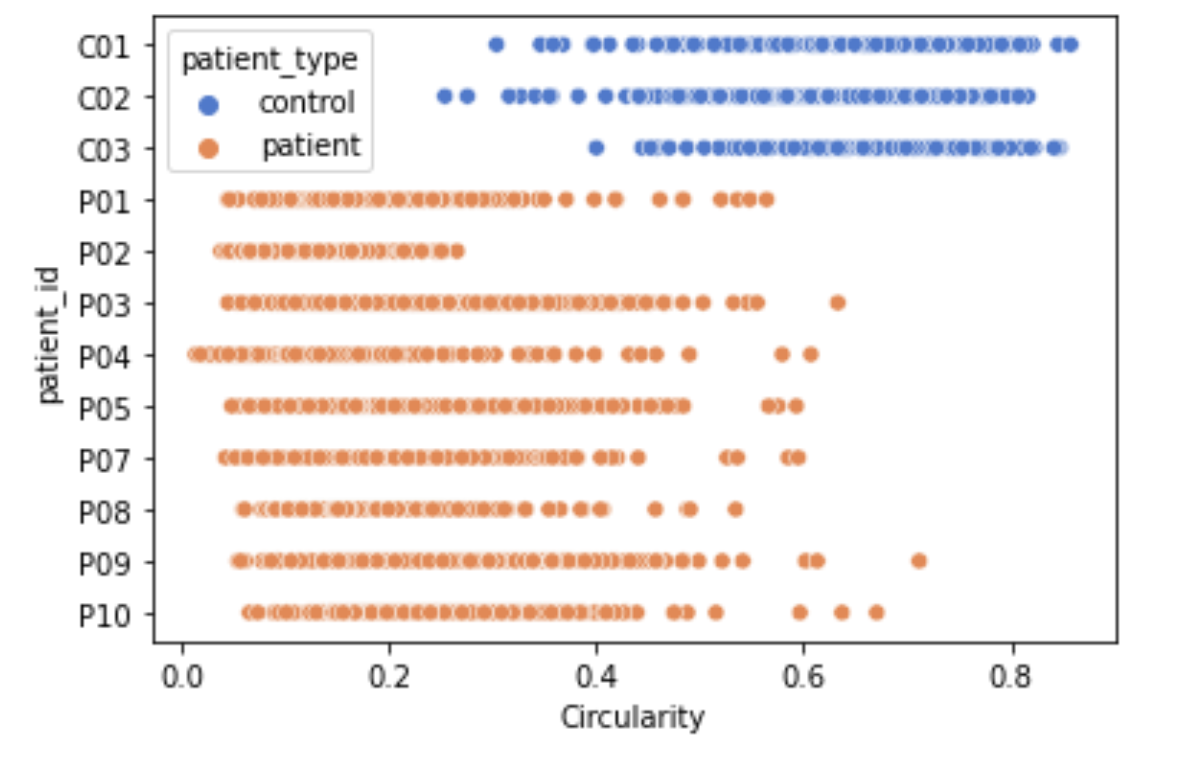 patient_type
control
patient
patient_id
C01
C02
C03
P01
P02
P03
P04
P05
P07
P08
P09
P10
0.0 0.2 0.4 0.6 0.8
Circularity